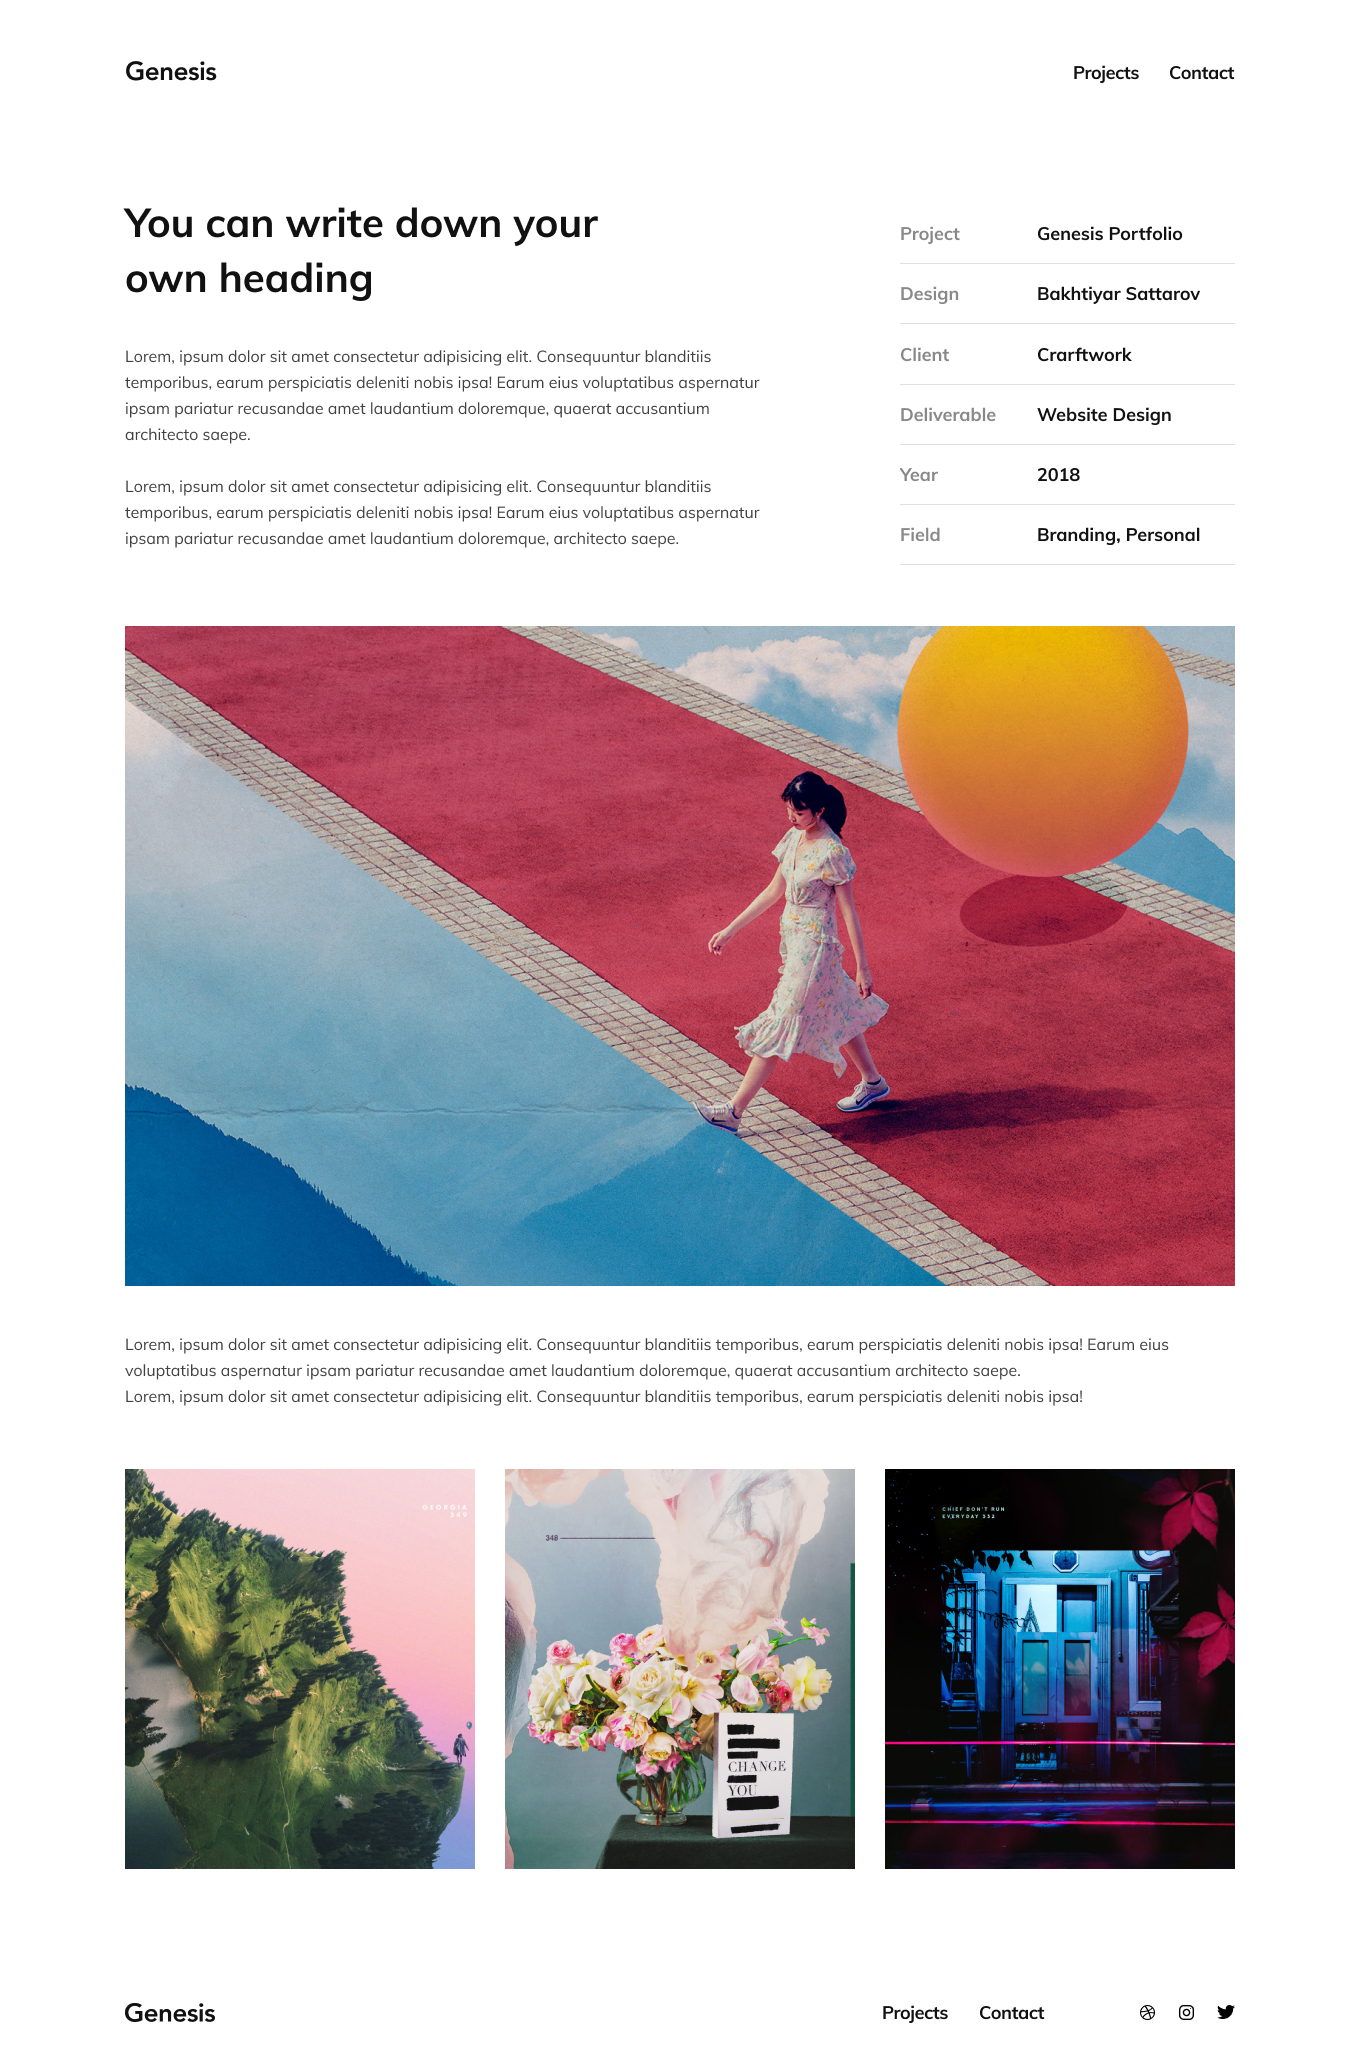 Genesis
Projects Contact
You can write down your
own heading
Lorem, ipsum dolor sit amet consectetur adipisicing elit. Consequuntur blanditiis
temporibus, earum perspiciatis deleniti nobis ipsa! Earum eius voluptatibus aspernatur
ipsam pariatur recusandae amet laudantium doloremque, quaerat accusantium
architecto saepe.
Lorem, ipsum dolor sit amet consectetur adipisicing elit. Consequuntur blanditiis
temporibus, earum perspiciatis deleniti nobis ipsa! Earum eius voluptatibus aspernatur
ipsam pariatur recusandae amet laudantium doloremque, architecto saepe.
Project Genesis Portfolio
Design Bakhtiyar Sattarov
Client Crarftwork
Deliverable Website Design
Year 2018
Field Branding, Personal
Lorem, ipsum dolor sit amet consectetur adipisicing elit. Consequuntur blanditiis temporibus, earum perspiciatis deleniti nobis ipsa! Earum eius
voluptatibus aspernatur ipsam pariatur recusandae amet laudantium doloremque, quaerat accusantium architecto saepe.
Lorem, ipsum dolor sit amet consectetur adipisicing elit. Consequuntur blanditiis temporibus, earum perspiciatis deleniti nobis ipsa!
GEORGIA
349
348
CHANGE
YOU
CHIEF DON'T RUN
EVERYDAY 332
Genesis
Projects Contact